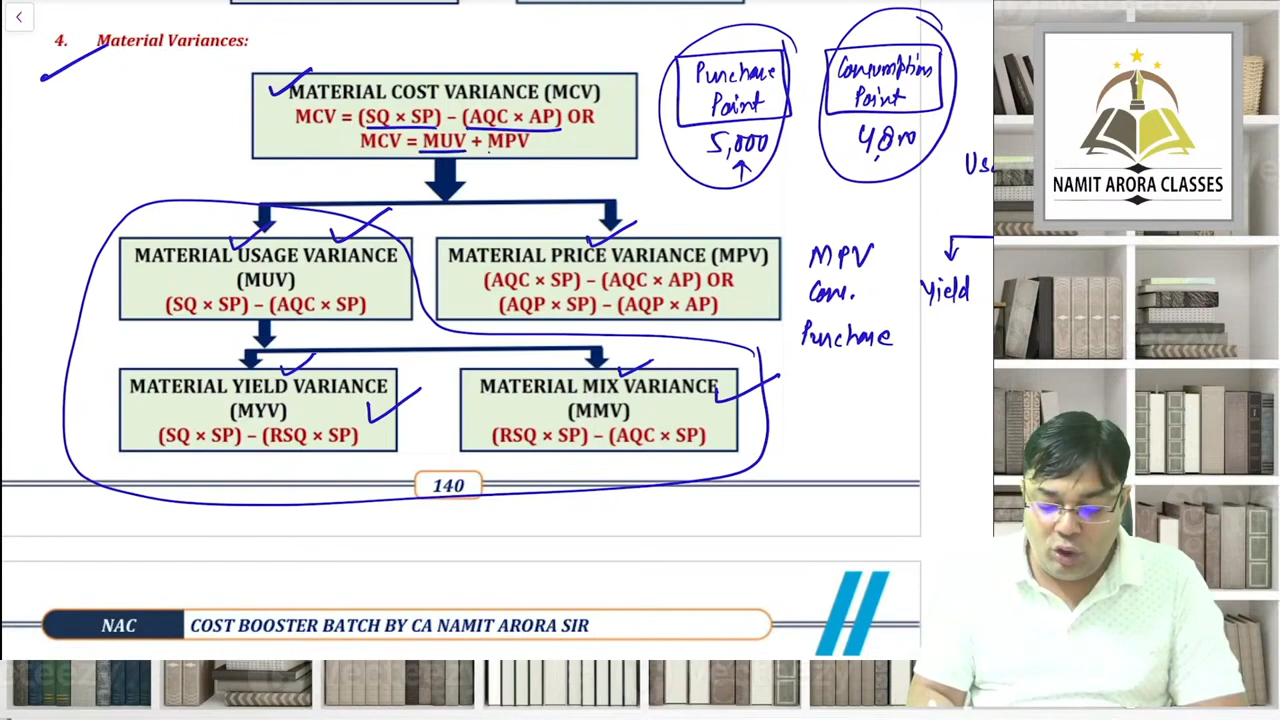 4. Material Variances:
MATERIAL COST VARIANCE (MCV)
MCV = (SQ × SP) – (AQC × AP) OR
MCV = MUV + MPV
Purchase
Point
5,000
Consumption
Point
NAMIT ARORA CLASSES
MATERIAL USAGE VARIANCE
(MUV)
(SQ × SP) – (AQC × SP)
MATERIAL PRICE VARIANCE (MPV)
(AQC × SP) – (AQC × AP) OR
(AQP × SP) – (AQP × AP)
MPV
Con.
Purchase
Yield
MATERIAL YIELD VARIANCE
(MYV)
(SQ × SP) – (RSQ × SP)
MATERIAL MIX VARIANCE
(MMV)
(RSQ × SP) – (AQC × SP)
140
NAC COST BOOSTER BATCH BY CA NAMIT ARORA SIR